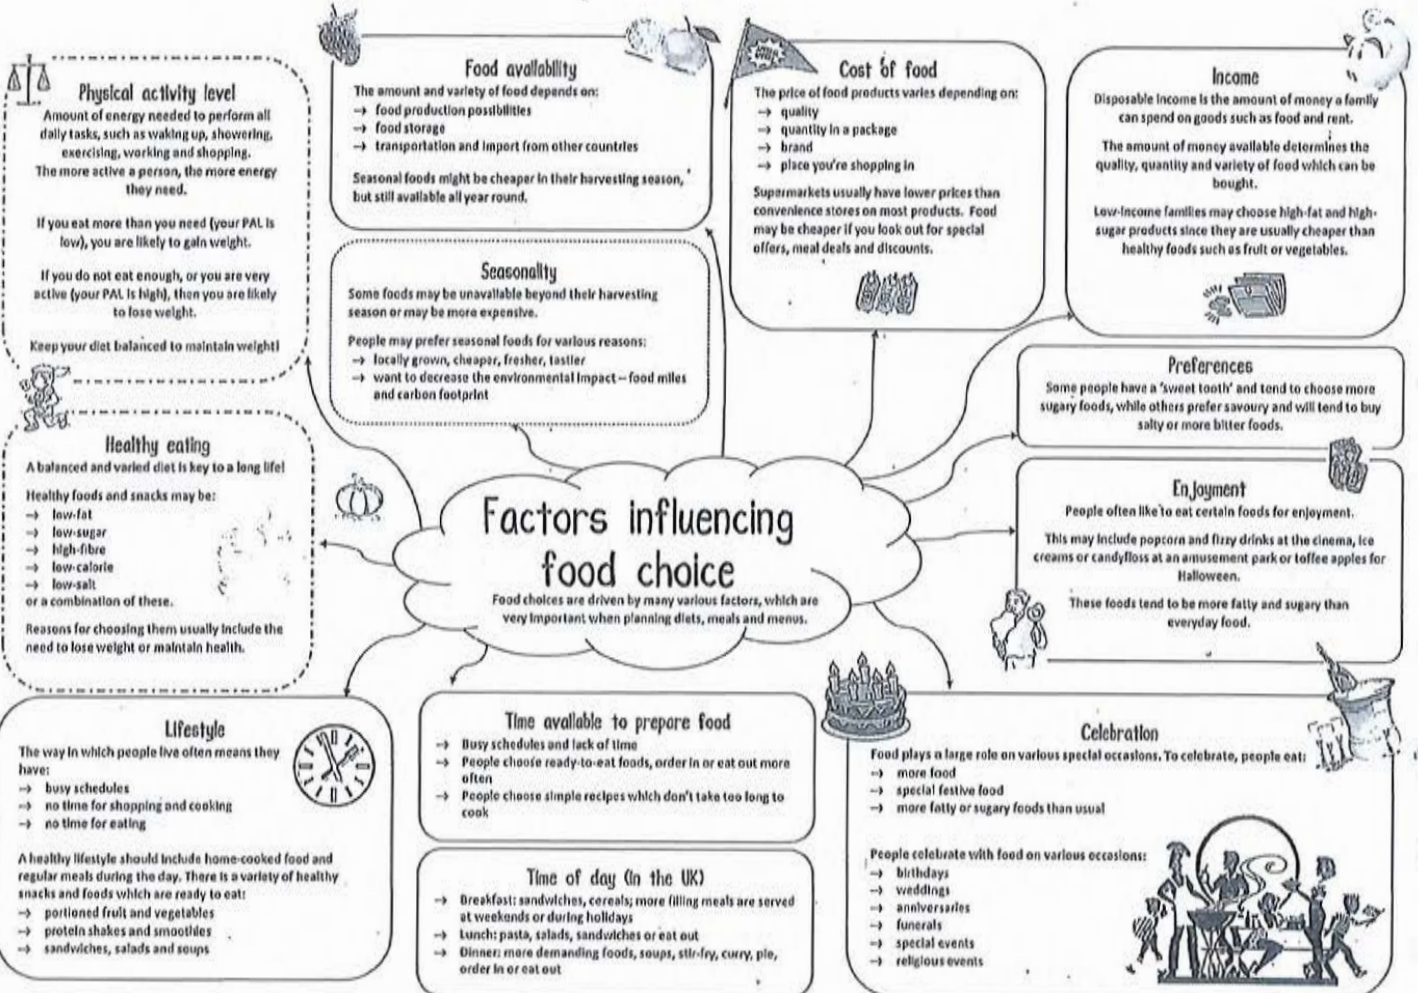 Physical activity level
Amount of energy needed to perform all
daily tasks, such as waking up, showering,
exercising, working and shopping.
The more active a person, the more energy
they need.
If you eat more than you need (your PAL is
low), you are likely to gain weight.
If you do not eat enough, or you are very
active (your PAL is high), then you are likely
to lose weight.
Keep your diet balanced to maintain weight!
Food availability
The amount and variety of food depends on:
→ food production possibilities
→ food storage
→ transportation and import from other countries
Seasonal foods might be cheaper in their harvesting season,
but still available all year round.
Cost of food
The price of food products varies depending on:
→ quality
→ quantity in a package
→ brand
→ place you're shopping in
Supermarkets usually have lower prices than
convenience stores on most products. Food
may be cheaper if you look out for special
offers, meal deals and discounts.
Income
Disposable income is the amount of money a family
can spend on goods such as food and rent.
The amount of money available determines the
quality, quantity and variety of food which can be
bought.
Low-income families may choose high-fat and high-
sugar products since they are usually cheaper than
healthy foods such as fruit or vegetables.
Seasonality
Some foods may be unavailable beyond their harvesting
season or may be more expensive.
People may prefer seasonal foods for various reasons:
→ locally grown, cheaper, fresher, tastier
→ want to decrease the environmental impact – food miles
and carbon footprint
Preferences
Some people have a 'sweet tooth' and tend to choose more
sugary foods, while others prefer savoury and will tend to buy
salty or more bitter foods.
Healthy eating
A balanced and varied diet is key to a long life!
Healthy foods and snacks may be:
→ low-fat
→ low-sugar
→ high-fibre
→ low-calorie
→ low-salt
or a combination of these.
Reasons for choosing them usually include the
need to lose weight or maintain health.
Factors influencing
food choice
Food choices are driven by many various factors, which are
very important when planning diets, meals and menus.
Enjoyment
People often like to eat certain foods for enjoyment.
This may include popcorn and fizzy drinks at the cinema, ice
creams or candyfloss at an amusement park or toffee apples for
Halloween.
These foods tend to be more fatty and sugary than
everyday food.
Lifestyle
The way in which people live often means they
have:
→ busy schedules
→ no time for shopping and cooking
→ no time for eating
A healthy lifestyle should include home-cooked food and
regular meals during the day. There is a variety of healthy
snacks and foods which are ready to eat:
→ portioned fruit and vegetables
→ protein shakes and smoothies
→ sandwiches, salads and soups
Time available to prepare food
→ Busy schedules and lack of time
→ People choose ready-to-eat foods, order in or eat out more
often
→ People choose simple recipes which don't take too long to
cook
Time of day (in the UK)
→ Breakfast: sandwiches, cereals; more filling meals are served
at weekends or during holidays
→ Lunch: pasta, salads, sandwiches or eat out
→ Dinner: more demanding foods, soups, stir-fry, curry, pie,
order in or eat out
Celebration
Food plays a large role on various special occasions. To celebrate, people eat:
→ more food
→ special festive food
→ more fatty or sugary foods than usual
People celebrate with food on various occasions:
→ birthdays
→ weddings
→ anniversaries
→ funerals
→ special events
→ religious events